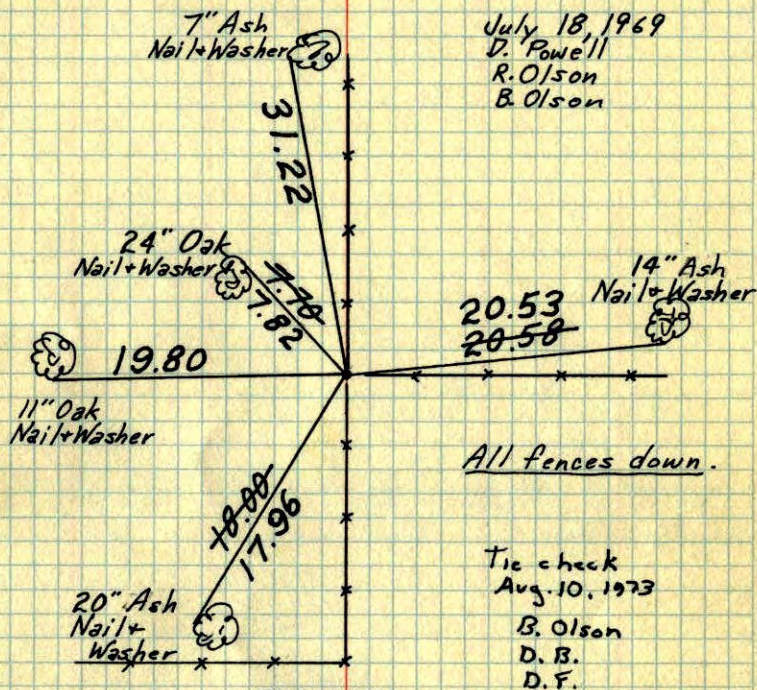 July 18, 1969
D. Powell
R. Olson
B. Olson
7" Ash
Nail+Washer
31.22
24" Oak
Nail+Washer
7.70
7.82
14" Ash
Nail+Washer
20.53
20.58
19.80
11" Oak
Nail+Washer
All fences down.
18.00
17.96
20" Ash
Nail+
Washer
Tie check
Aug. 10, 1973
B. Olson
D. B.
D. F.